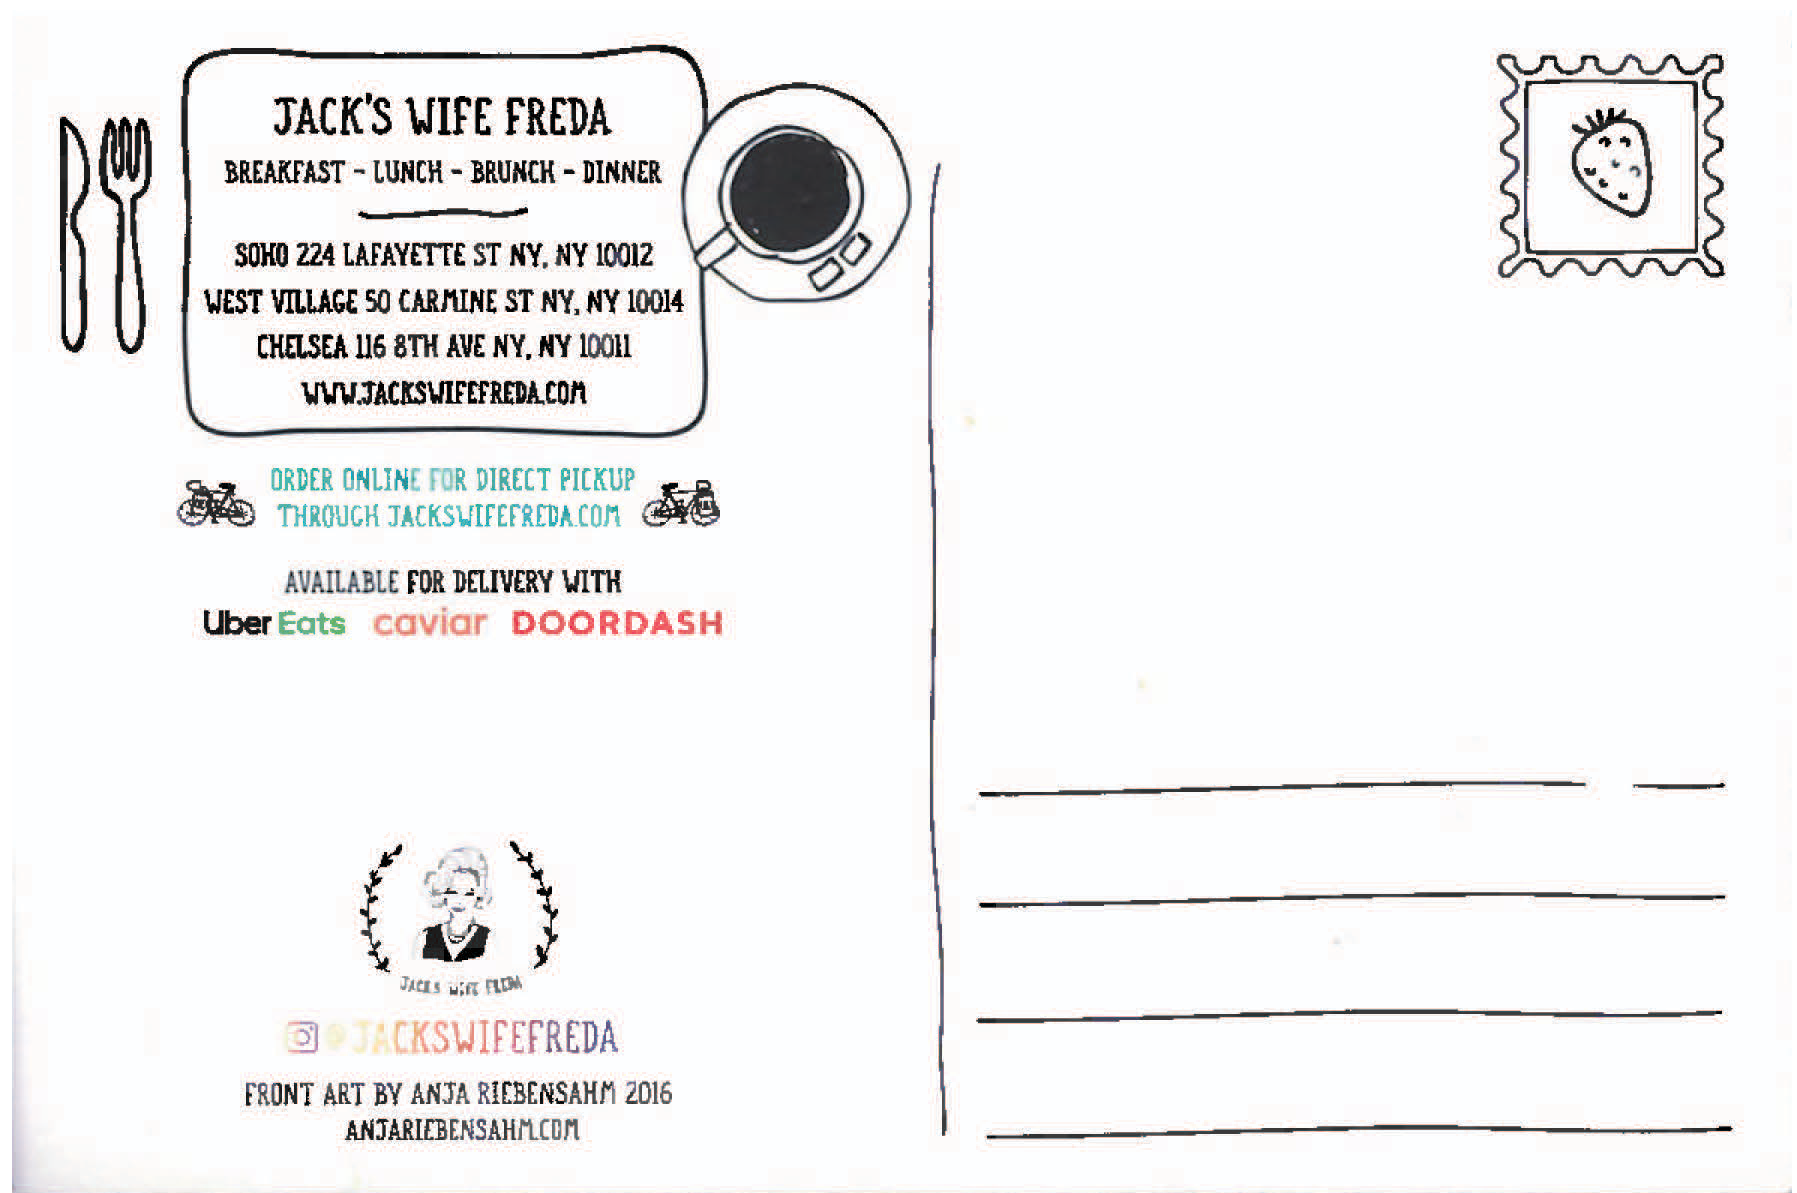 JACK'S WIFE FREDA
BREAKFAST - LUNCH - BRUNCH - DINNER
SOHO 224 LAFAYETTE ST NY, NY 10012
WEST VILLAGE 50 CARMINE ST NY, NY 10014
CHELSEA 116 8TH AVE NY, NY 10011
WWW.JACKSWIFEFREDA.COM
ORDER ONLINE FOR DIRECT PICKUP
THROUGH JACKSWIFEFREDA.COM
AVAILABLE FOR DELIVERY WITH
Uber Eats caviar DOORDASH
JACK'S WIFE FREDA
@JACKSWIFEFREDA
FRONT ART BY ANJA RIEBENSAHM 2016
ANJARIEBENSAHM.COM